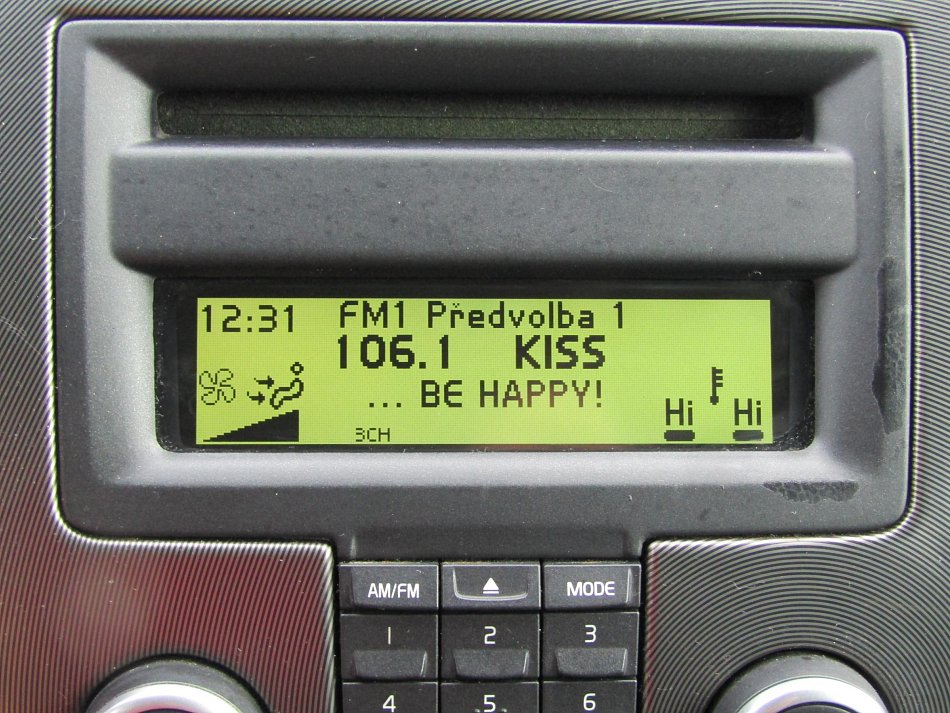 12:31 FM1 Předvolba 1
106.1 KISS
... BE HAPPY!
Hi Hi
3CH
AM/FM MODE
1 2 3
4 5 6